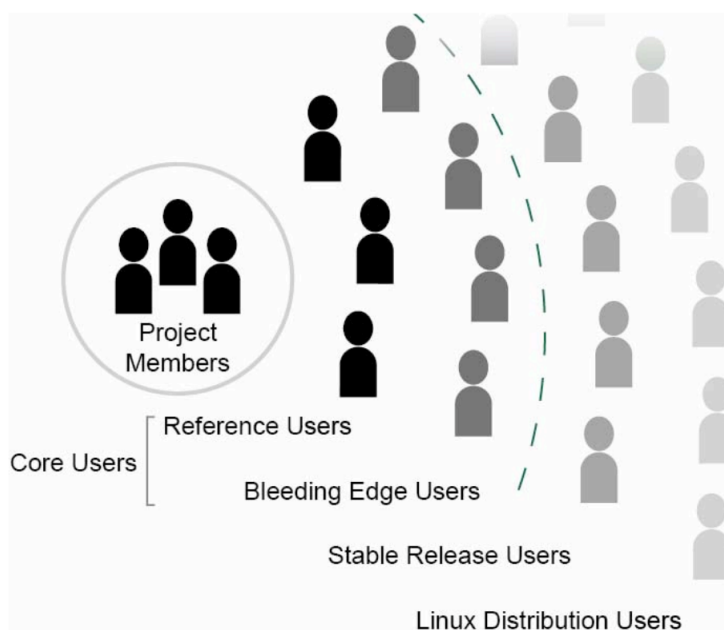 Project
Members
Reference Users
Core Users
Bleeding Edge Users
Stable Release Users
Linux Distribution Users